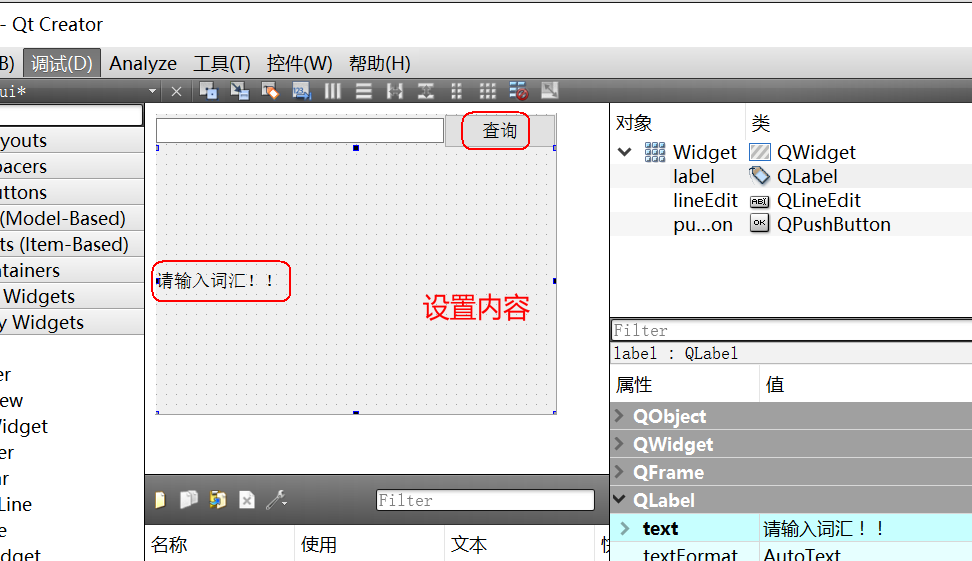 - Qt Creator
B) 调试(D) Analyze 工具(T) 控件(W) 帮助(H)
ui*
youts
pacers
uttons
(Model-Based)
ts (Item-Based)
ntainers
Widgets
y Widgets
er
ew
Widget
er
ar
Line
e
dget
查询
请输入词汇！！
设置内容
Filter
名称 使用 文本 快
对象 类
Widget QWidget
label QLabel
lineEdit QLineEdit
pu...on QPushButton
Filter
label : QLabel
属性 值
QObject
QWidget
QFrame
QLabel
text 请输入词汇！！
textFormat AutoText